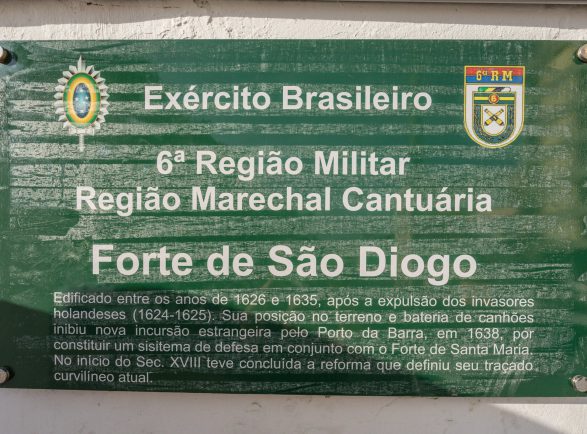 6ª RM
Exército Brasileiro
6ª Região Militar
Região Marechal Cantuária
Forte de São Diogo
Edificado entre os anos de 1626 e 1635, após a expulsão dos invasores
holandeses (1624-1625). Sua posição no terreno e bateria de canhões
inibiu nova incursão estrangeira pelo Porto da Barra, em 1638, por
constituir um sisitema de defesa em conjunto com o Forte de Santa Maria.
No início do Sec. XVIII teve concluída a reforma que definiu seu traçado
curvilíneo atual.